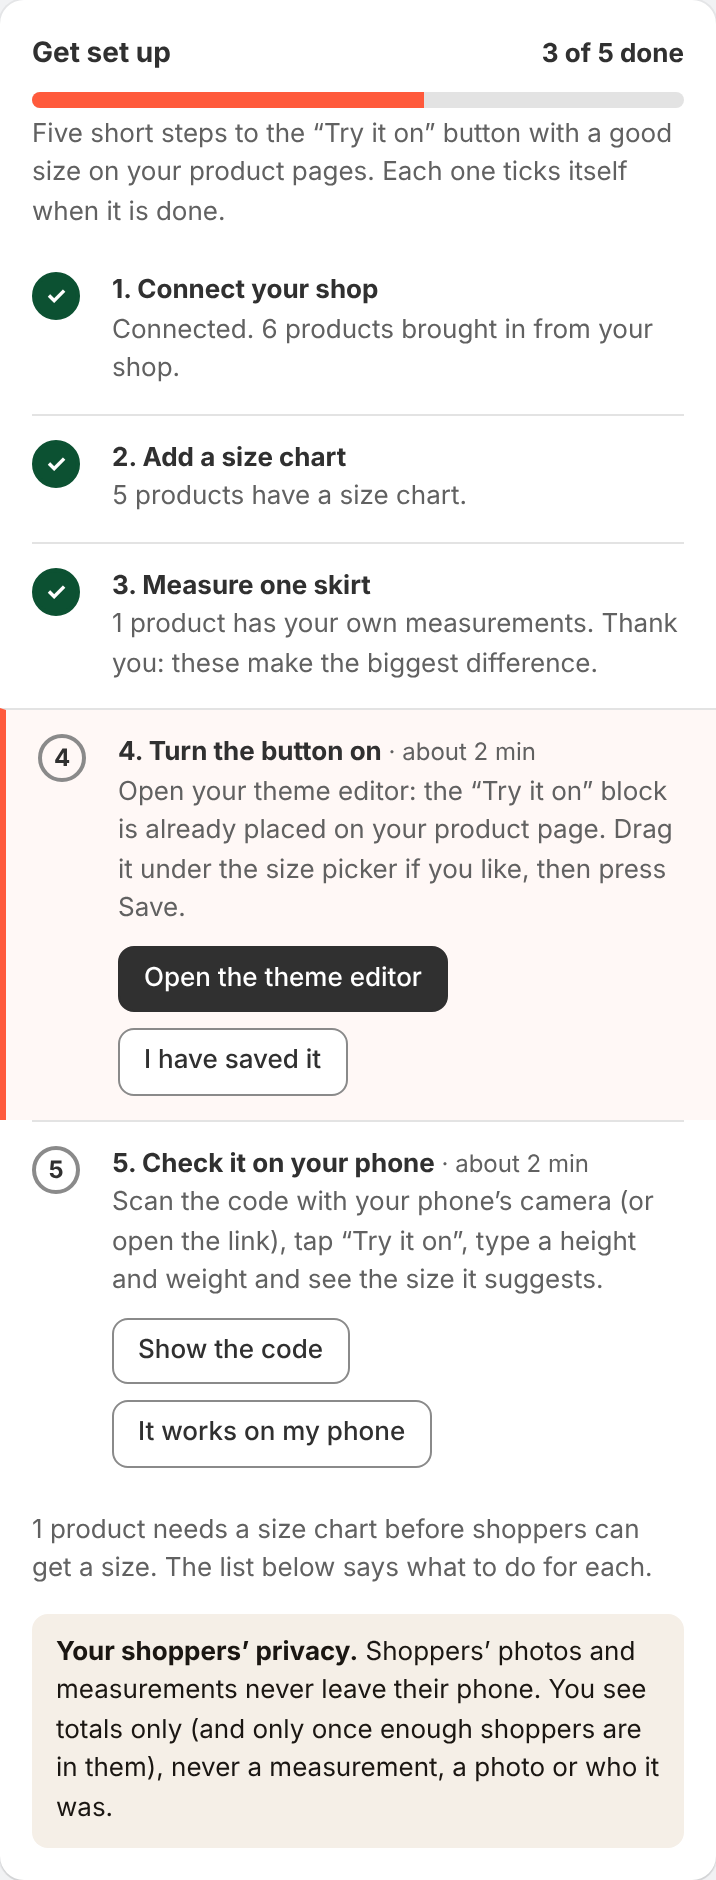 Get set up
3 of 5 done
Five short steps to the “Try it on” button with a good
size on your product pages. Each one ticks itself
when it is done.
1. Connect your shop
Connected. 6 products brought in from your
shop.
2. Add a size chart
5 products have a size chart.
3. Measure one skirt
1 product has your own measurements. Thank
you: these make the biggest difference.
4
4. Turn the button on · about 2 min
Open your theme editor: the “Try it on” block
is already placed on your product page. Drag
it under the size picker if you like, then press
Save.
Open the theme editor
I have saved it
5
5. Check it on your phone · about 2 min
Scan the code with your phone’s camera (or
open the link), tap “Try it on”, type a height
and weight and see the size it suggests.
Show the code
It works on my phone
1 product needs a size chart before shoppers can
get a size. The list below says what to do for each.
Your shoppers’ privacy. Shoppers’ photos and
measurements never leave their phone. You see
totals only (and only once enough shoppers are
in them), never a measurement, a photo or who it
was.